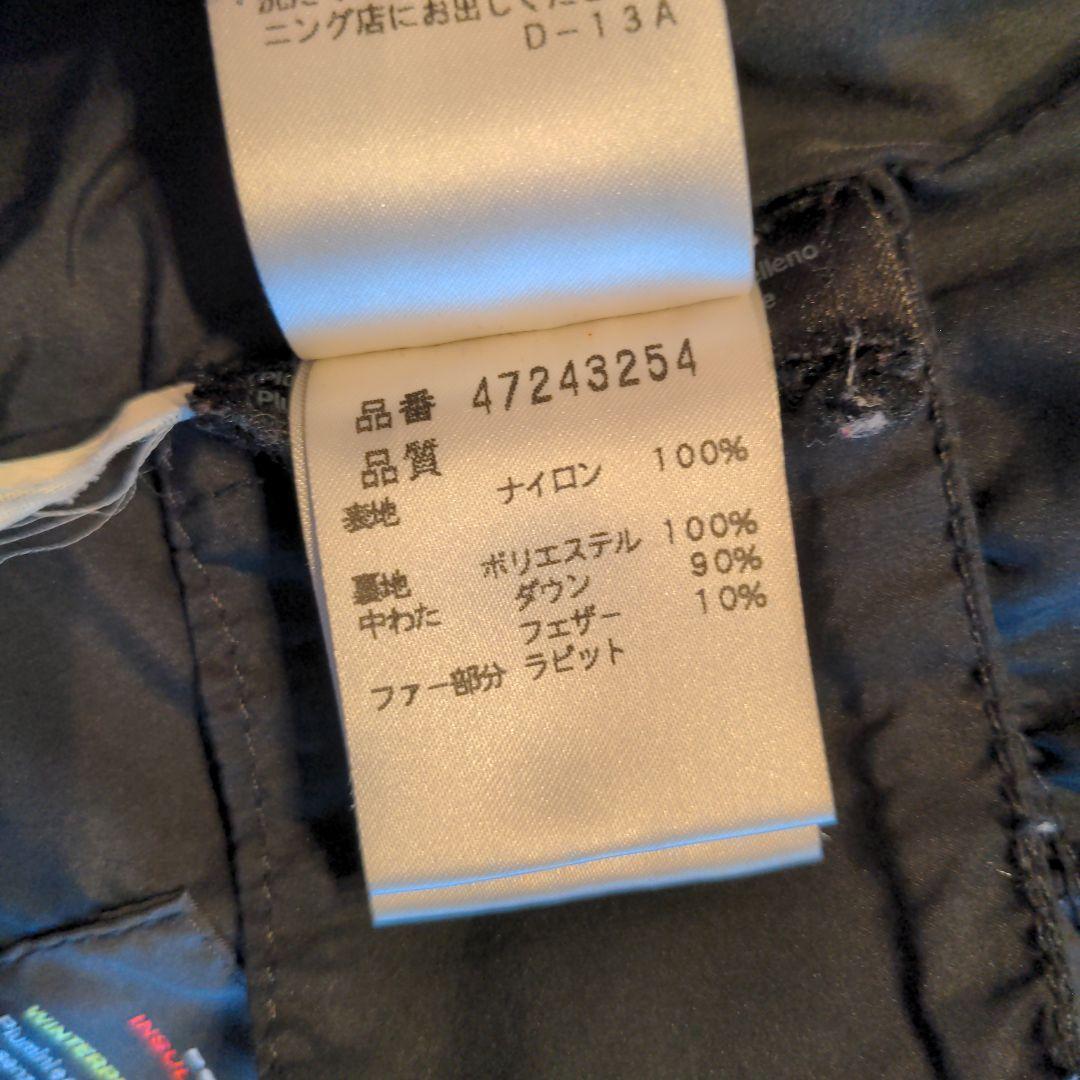 ニング店にお出しくださ
D-13A
品番 47243254
品質
表地 ナイロン 100%
裏地 ポリエステル 100%
中わた ダウン 90%
フェザー 10%
ファー部分 ラビット